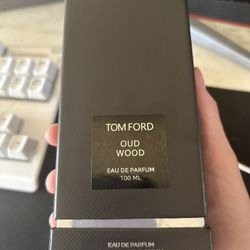 TOM FORD
OUD
WOOD
EAU DE PARFUM
100 ML
EAU DE PARFUM